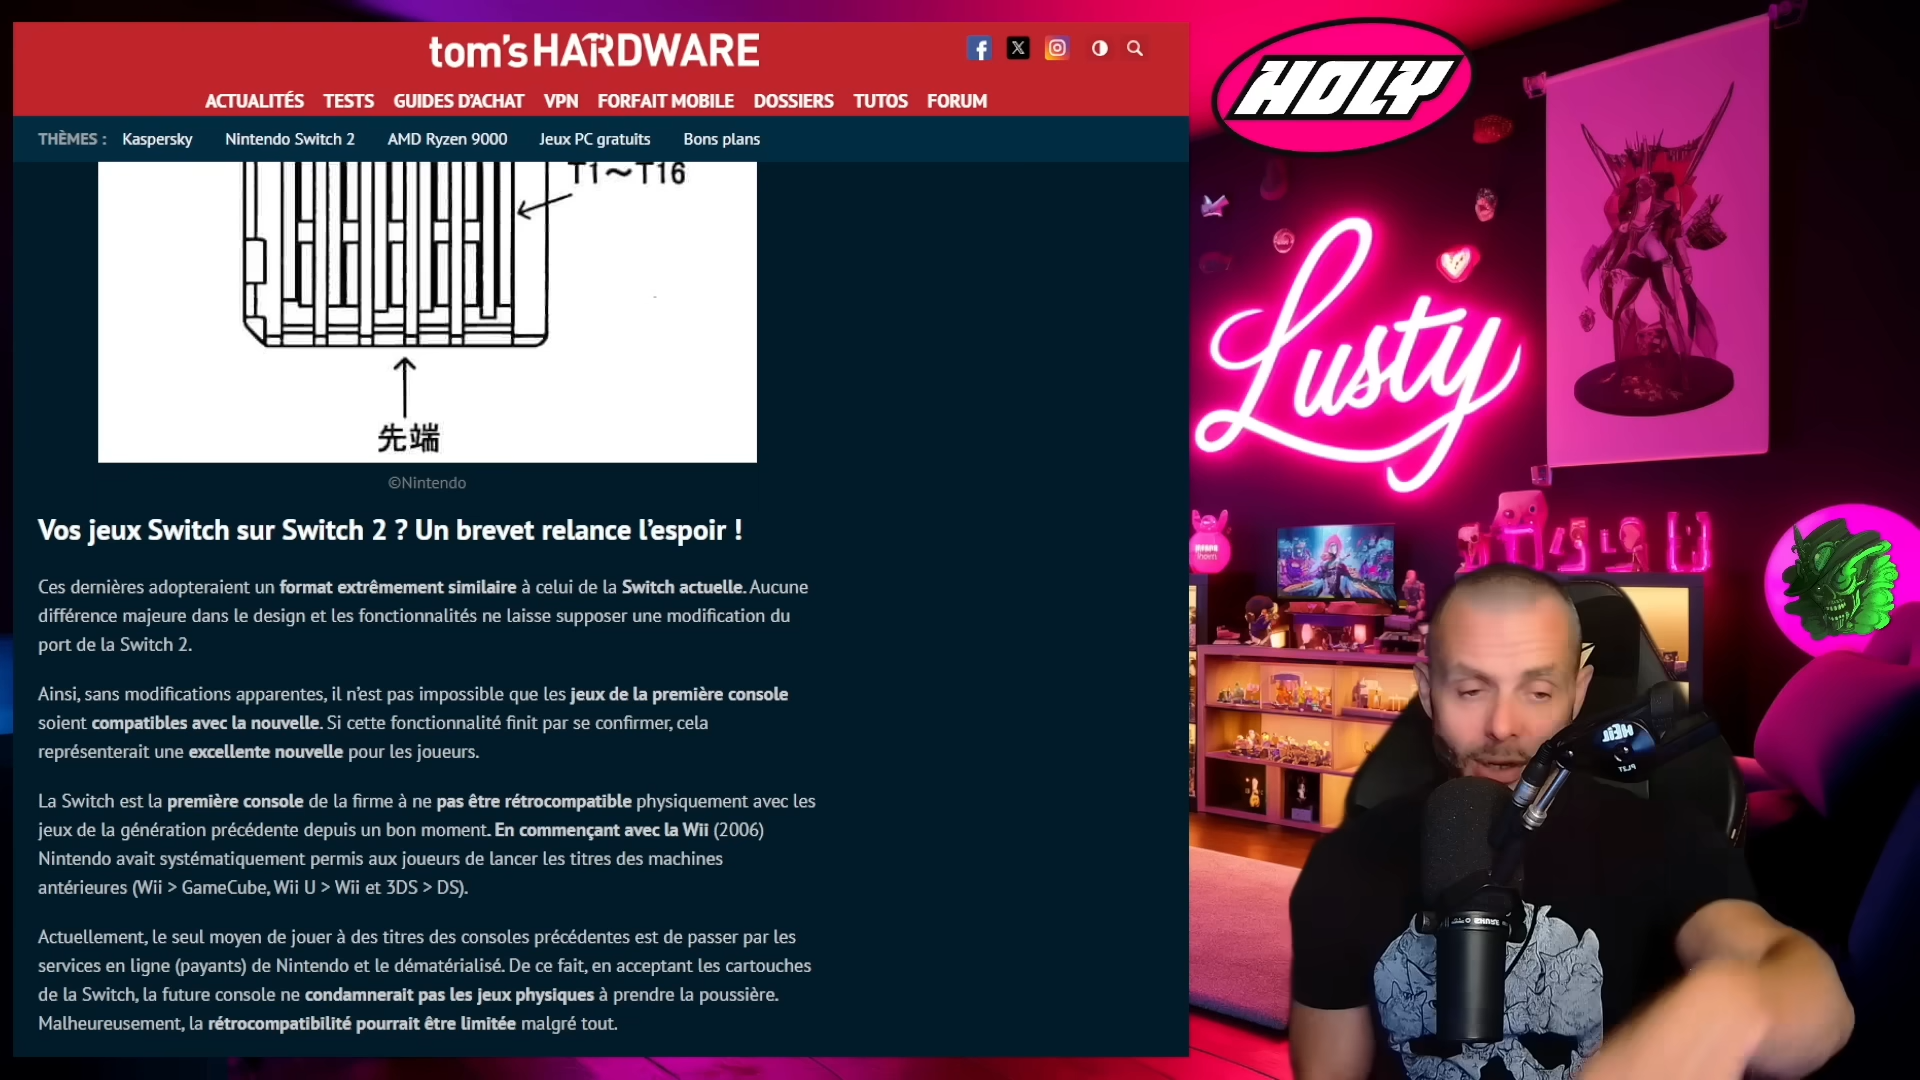 tom's HARDWARE
ACTUALITÉS TESTS GUIDES D'ACHAT VPN FORFAIT MOBILE DOSSIERS TUTOS FORUM
THÈMES : Kaspersky Nintendo Switch 2 AMD Ryzen 9000 Jeux PC gratuits Bons plans
T1～T16
先端
©Nintendo
Vos jeux Switch sur Switch 2 ? Un brevet relance l’espoir !
Ces dernières adopteraient un format extrêmement similaire à celui de la Switch actuelle. Aucune
différence majeure dans le design et les fonctionnalités ne laisse supposer une modification du
port de la Switch 2.
Ainsi, sans modifications apparentes, il n’est pas impossible que les jeux de la première console
soient compatibles avec la nouvelle. Si cette fonctionnalité finit par se confirmer, cela
représenterait une excellente nouvelle pour les joueurs.
La Switch est la première console de la firme à ne pas être rétrocompatible physiquement avec les
jeux de la génération précédente depuis un bon moment. En commençant avec la Wii (2006)
Nintendo avait systématiquement permis aux joueurs de lancer les titres des machines
antérieures (Wii > GameCube, Wii U > Wii et 3DS > DS).
Actuellement, le seul moyen de jouer à des titres des consoles précédentes est de passer par les
services en ligne (payants) de Nintendo et le dématérialisé. De ce fait, en acceptant les cartouches
de la Switch, la future console ne condamnerait pas les jeux physiques à prendre la poussière.
Malheureusement, la rétrocompatibilité pourrait être limitée malgré tout.
HOLY
Lusty